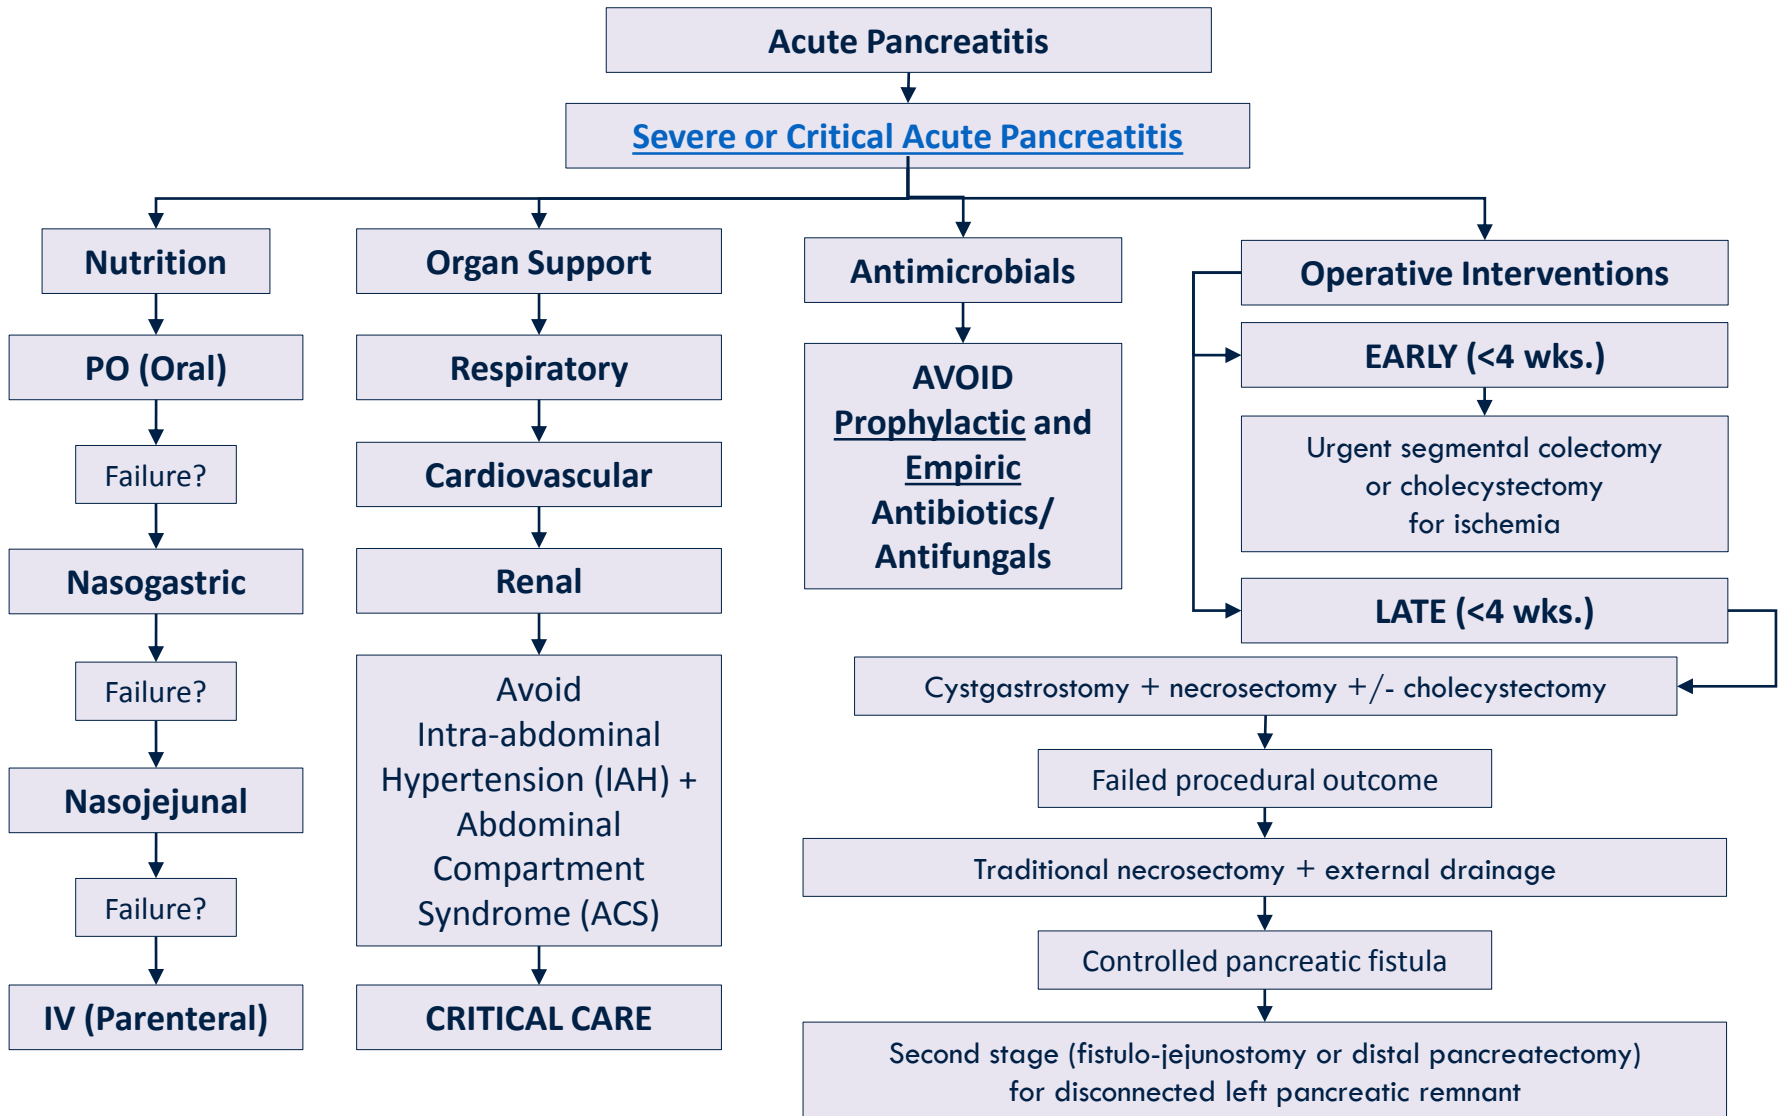 Acute Pancreatitis
Severe or Critical Acute Pancreatitis
Nutrition
PO (Oral)
Failure?
Nasogastric
Failure?
Nasojejunal
Failure?
IV (Parenteral)
Organ Support
Respiratory
Cardiovascular
Renal
Avoid
Intra-abdominal
Hypertension (IAH) +
Abdominal
Compartment
Syndrome (ACS)
CRITICAL CARE
Antimicrobials
AVOID
Prophylactic and
Empiric
Antibiotics/
Antifungals
Operative Interventions
EARLY (<4 wks.)
Urgent segmental colectomy
or cholecystectomy
for ischemia
LATE (<4 wks.)
Cystgastrostomy + necrosectomy +/- cholecystectomy
Failed procedural outcome
Traditional necrosectomy + external drainage
Controlled pancreatic fistula
Second stage (fistulo-jejunostomy or distal pancreatectomy)
for disconnected left pancreatic remnant